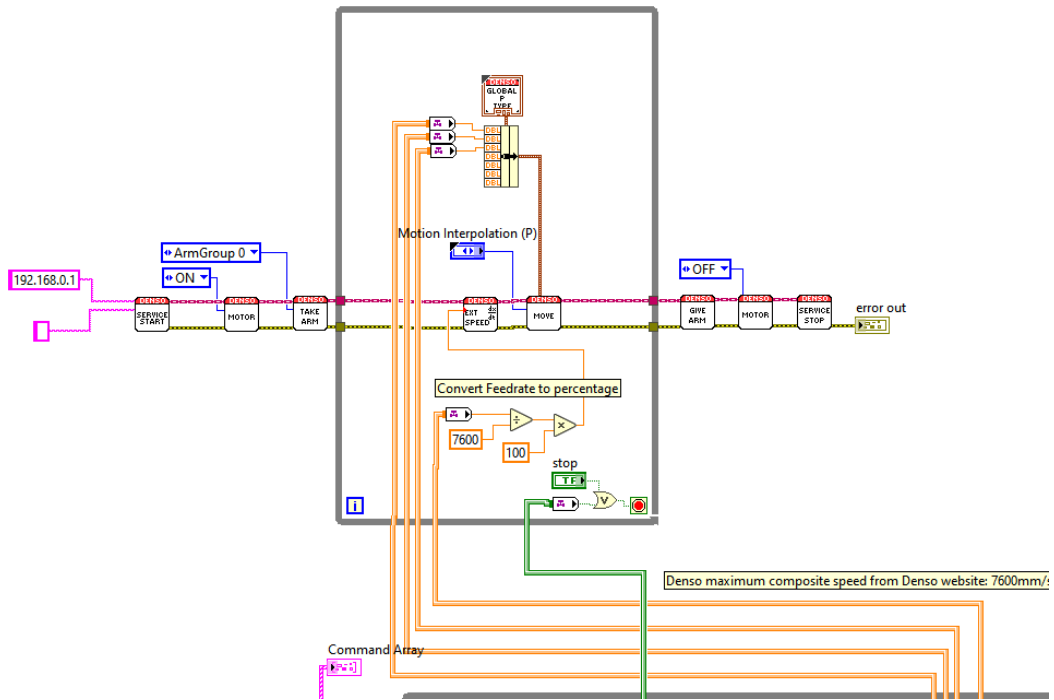 DENSO
GLOBAL
P
TYPE
DBL
DBL
DBL
DBL
DBL
DBL
DBL
Motion Interpolation (P)
ArmGroup 0
ON
192.168.0.1
OFF
DENSO
SERVICE
START
DENSO
MOTOR
DENSO
TAKE
ARM
DENSO
EXT
SPEED
DENSO
MOVE
DENSO
GIVE
ARM
DENSO
MOTOR
DENSO
SERVICE
STOP
error out
Convert Feedrate to percentage
7600
100
stop
TF
i
Denso maximum composite speed from Denso website: 7600mm/s
Command Array